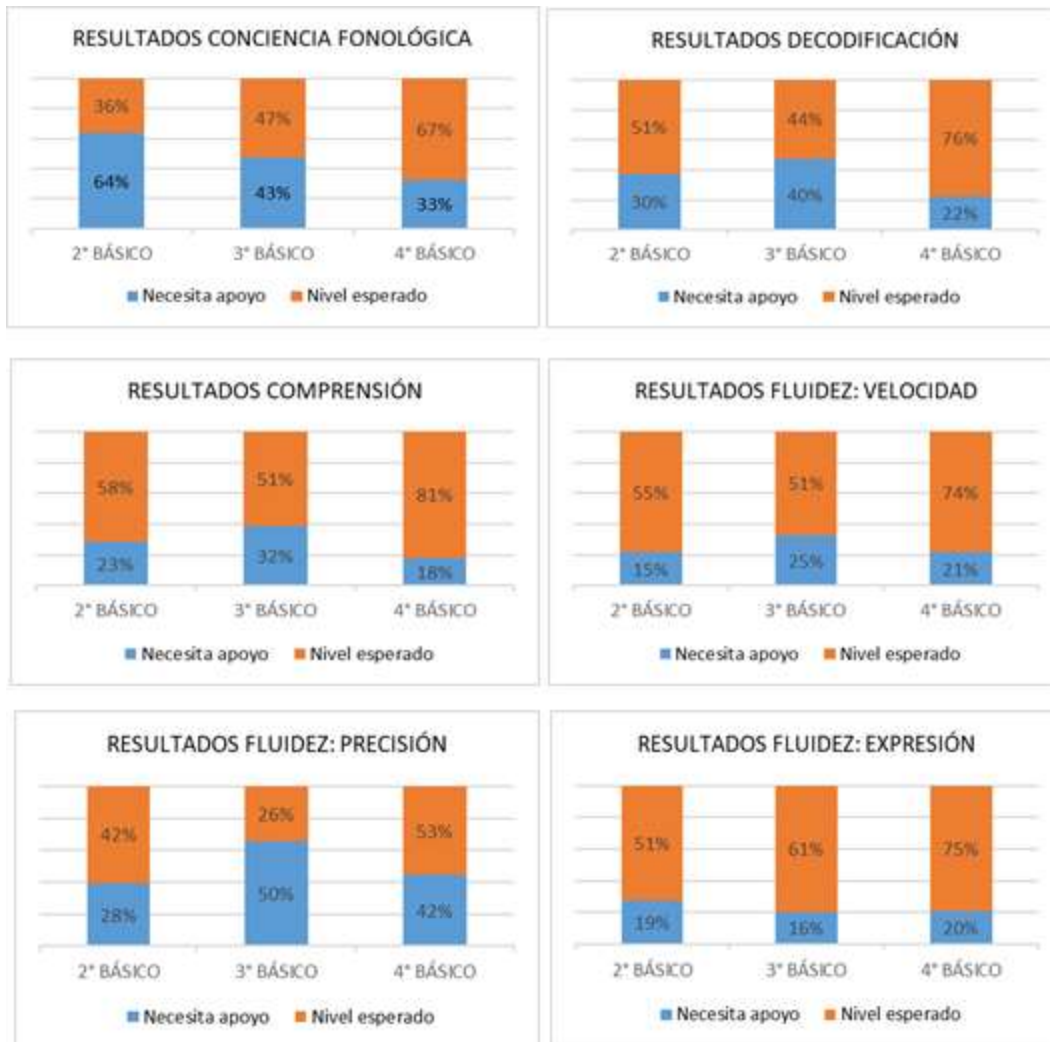 RESULTADOS CONCIENCIA FONOLÓGICA
36%
47%
67%
64%
43%
33%
2° BÁSICO
3° BÁSICO
4° BÁSICO
Necesita apoyo
Nivel esperado
RESULTADOS DECODIFICACIÓN
51%
44%
76%
30%
40%
22%
2° BÁSICO
3° BÁSICO
4° BÁSICO
Necesita apoyo
Nivel esperado
RESULTADOS COMPRENSIÓN
58%
51%
81%
23%
32%
18%
2° BÁSICO
3° BÁSICO
4° BÁSICO
Necesita apoyo
Nivel esperado
RESULTADOS FLUIDEZ: VELOCIDAD
55%
51%
74%
15%
25%
21%
2° BÁSICO
3° BÁSICO
4° BÁSICO
Necesita apoyo
Nivel esperado
RESULTADOS FLUIDEZ: PRECISIÓN
42%
26%
53%
28%
50%
42%
2° BÁSICO
3° BÁSICO
4° BÁSICO
Necesita apoyo
Nivel esperado
RESULTADOS FLUIDEZ: EXPRESIÓN
51%
61%
75%
19%
16%
20%
2° BÁSICO
3° BÁSICO
4° BÁSICO
Necesita apoyo
Nivel esperado